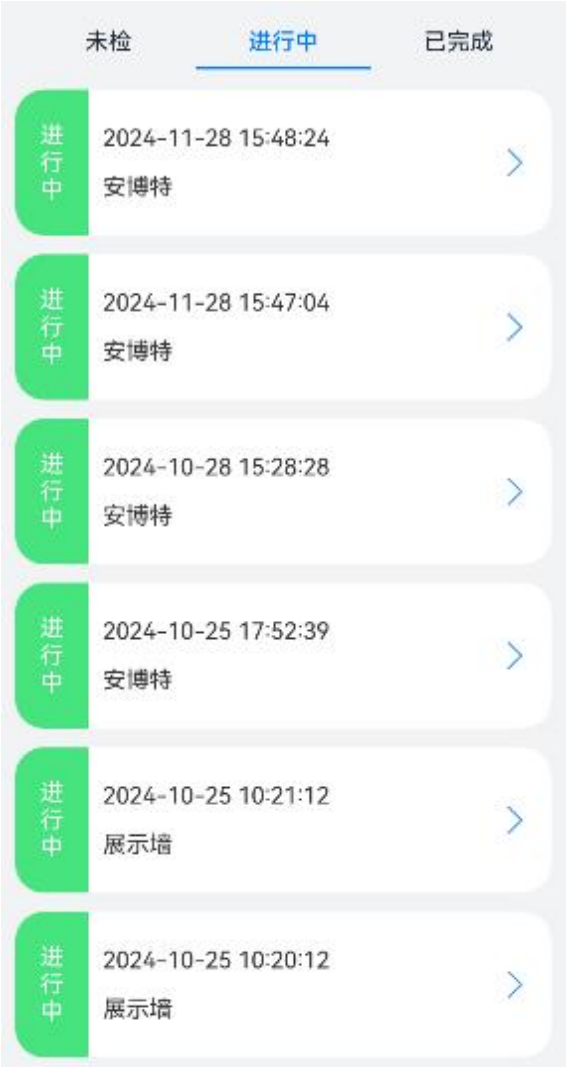 未检 进行中 已完成
进行中
2024-11-28 15:48:24
安博特
进行中
2024-11-28 15:47:04
安博特
进行中
2024-10-28 15:28:28
安博特
进行中
2024-10-25 17:52:39
安博特
进行中
2024-10-25 10:21:12
展示墙
进行中
2024-10-25 10:20:12
展示墙